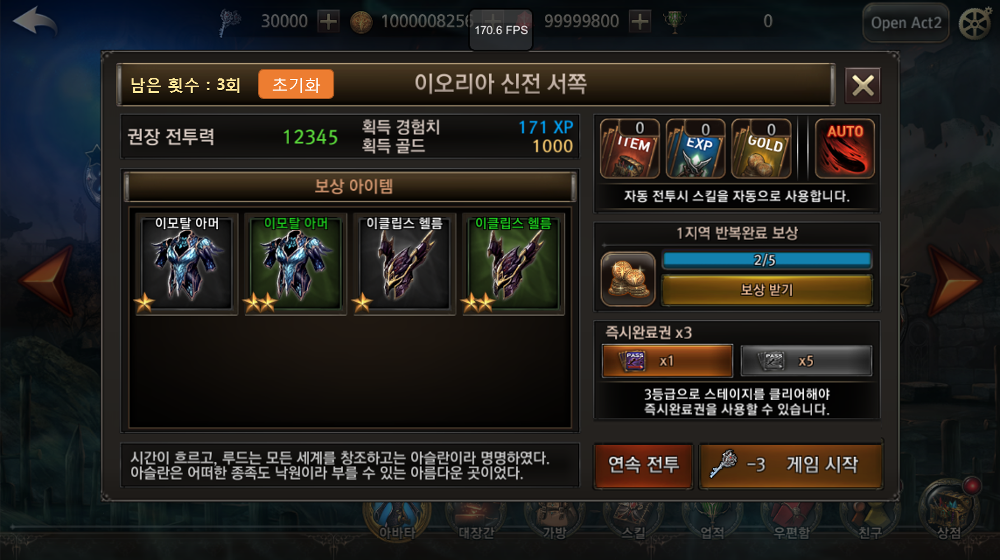 30000
1000008256
170.6 FPS
99999800
0
Open Act2
남은 횟수 : 3회
초기화
이오리아 신전 서쪽
권장 전투력
12345
획득 경험치
171 XP
획득 골드
1000
0
ITEM
0
EXP
0
GOLD
AUTO
자동 전투시 스킬을 자동으로 사용합니다.
보상 아이템
이모탈 아머
이모탈 아머
이클립스 헬름
이클립스 헬름
1지역 반복완료 보상
2/5
보상 받기
즉시완료권 x3
PASS
x1
PASS
x5
3등급으로 스테이지를 클리어해야
즉시완료권을 사용할 수 있습니다.
시간이 흐르고, 루드는 모든 세계를 창조하고는 아슬란이라 명명하였다.
아슬란은 어떠한 종족도 낙원이라 부를 수 있는 아름다운 곳이었다.
연속 전투
-3
게임 시작
아바타
대장간
가방
스킬
업적
우편함
친구
상점